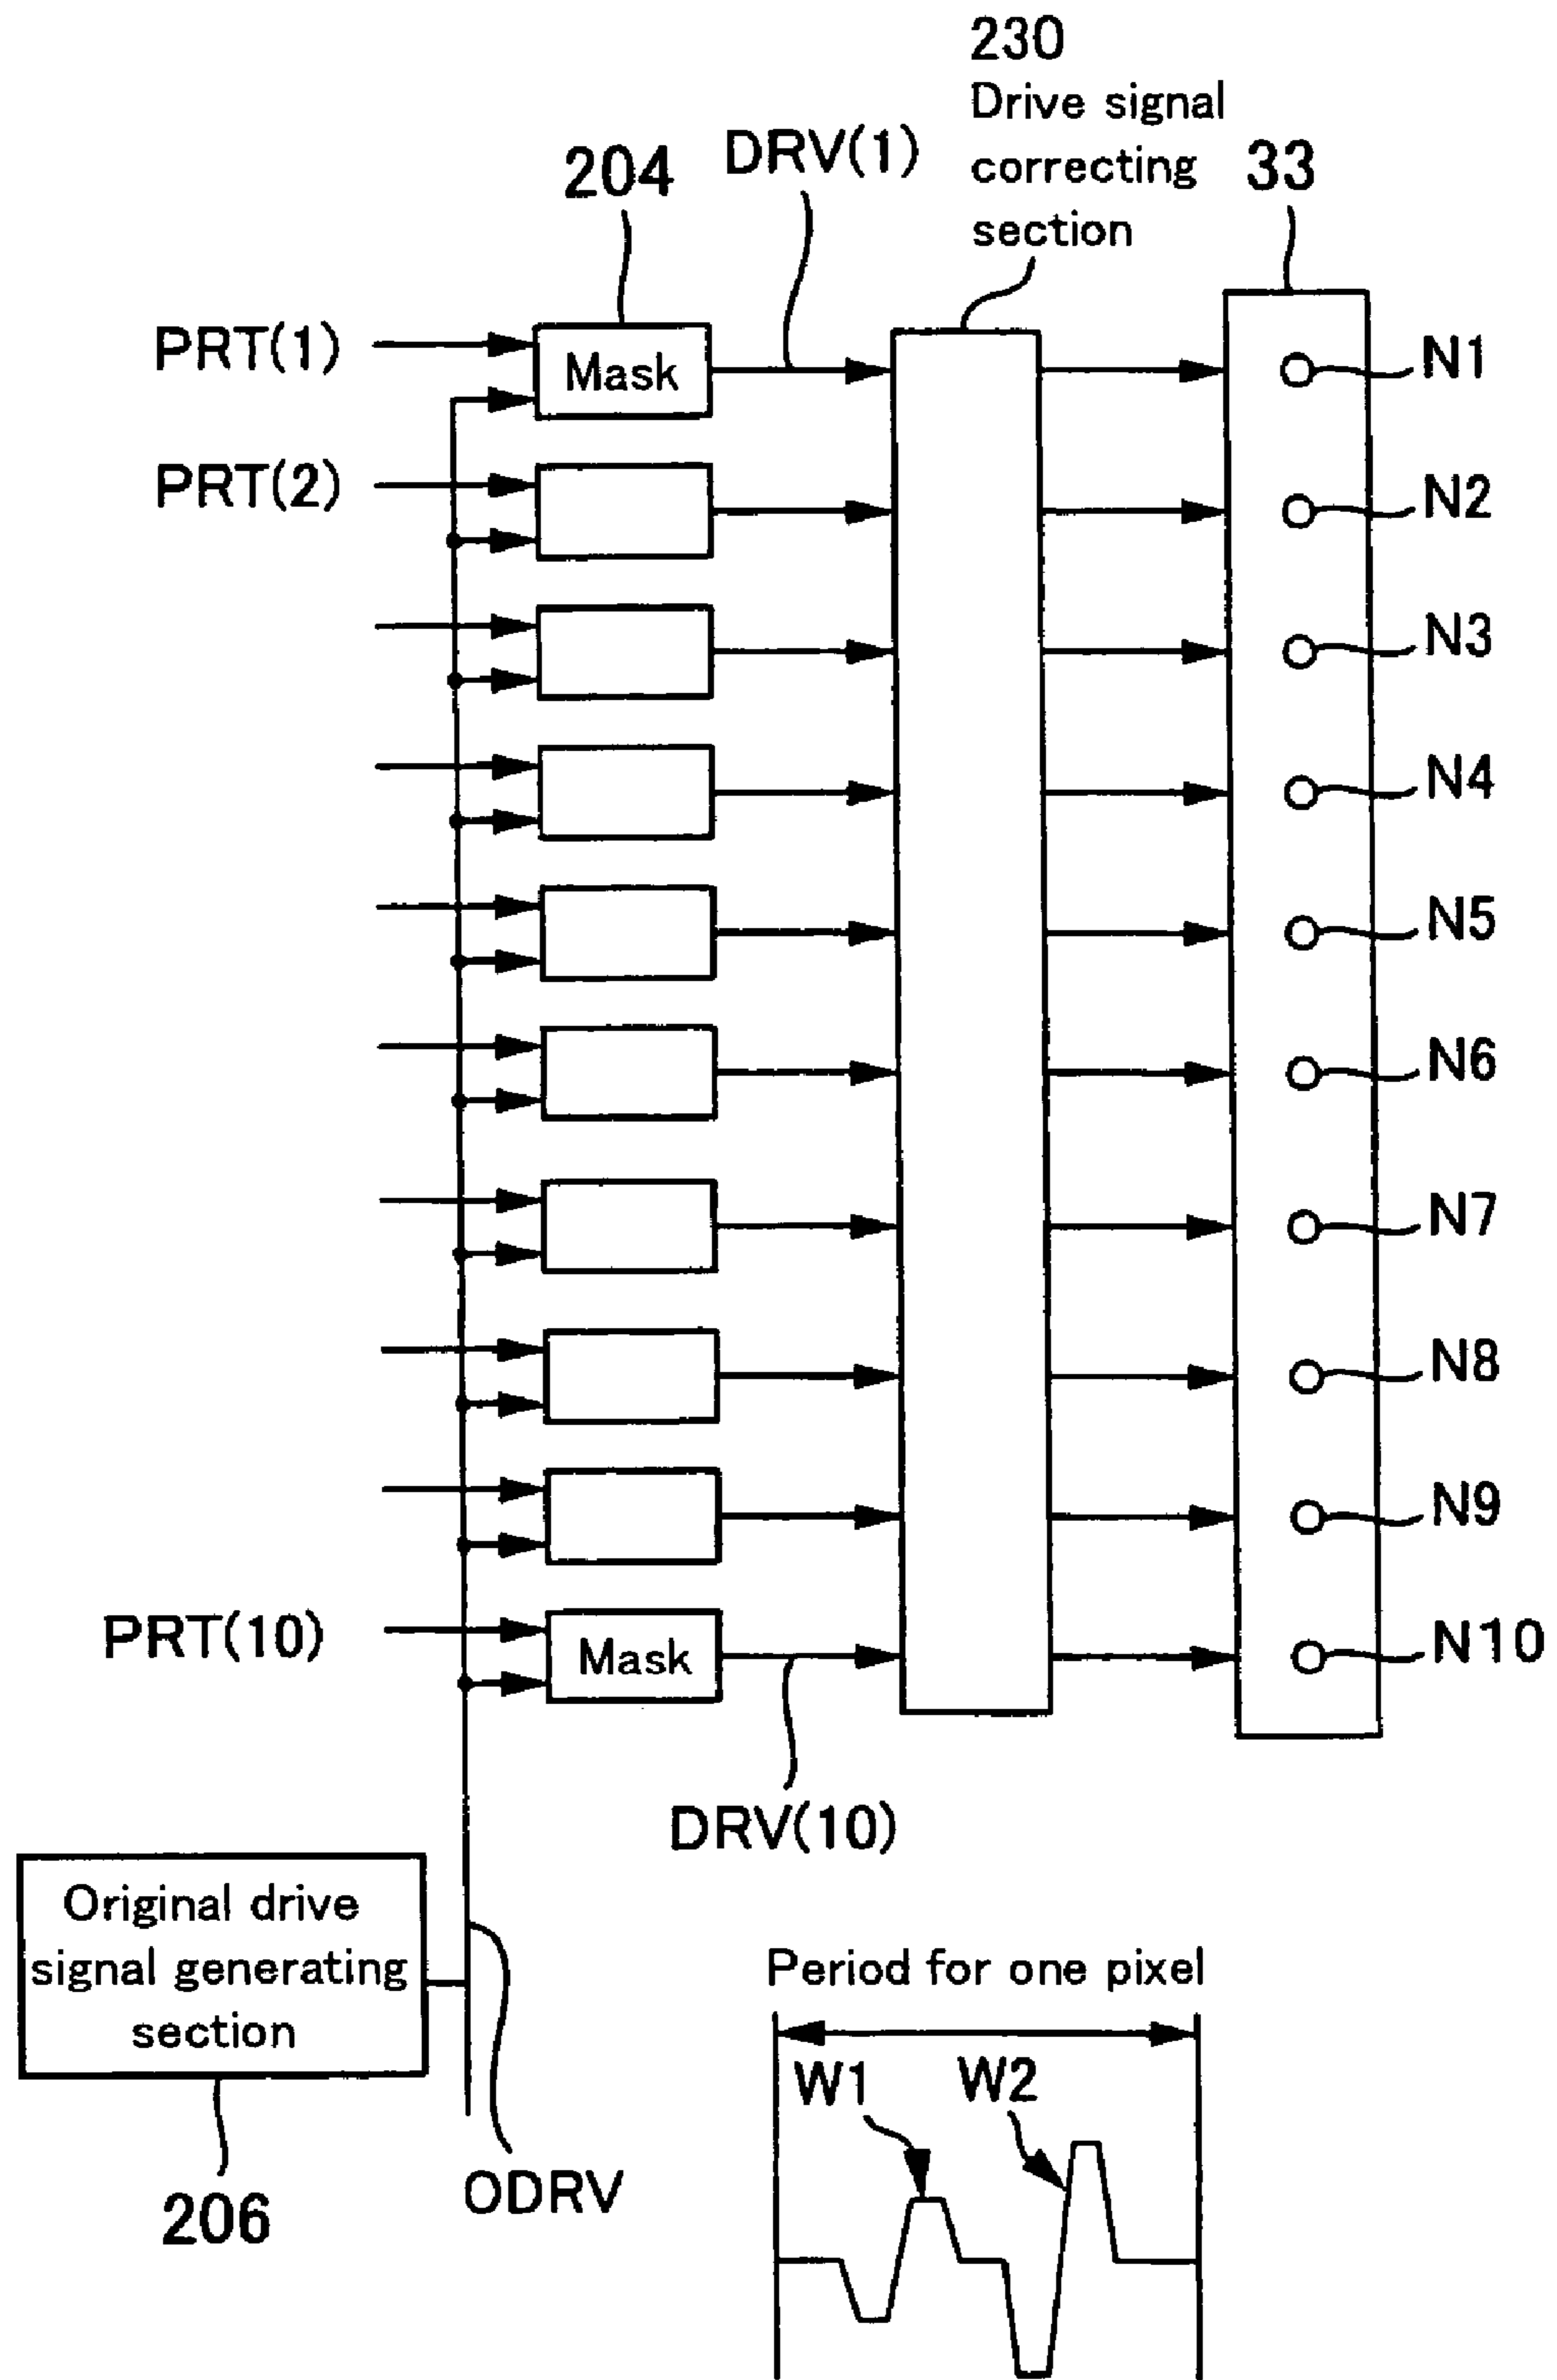 230
Drive signal
correcting
section
204
DRV(1)
33
PRT(1)
Mask
N1
PRT(2)
N2
N3
N4
N5
N6
N7
N8
N9
PRT(10)
Mask
N10
DRV(10)
Original drive
signal generating
section
206
ODRV
Period for one pixel
W1
W2